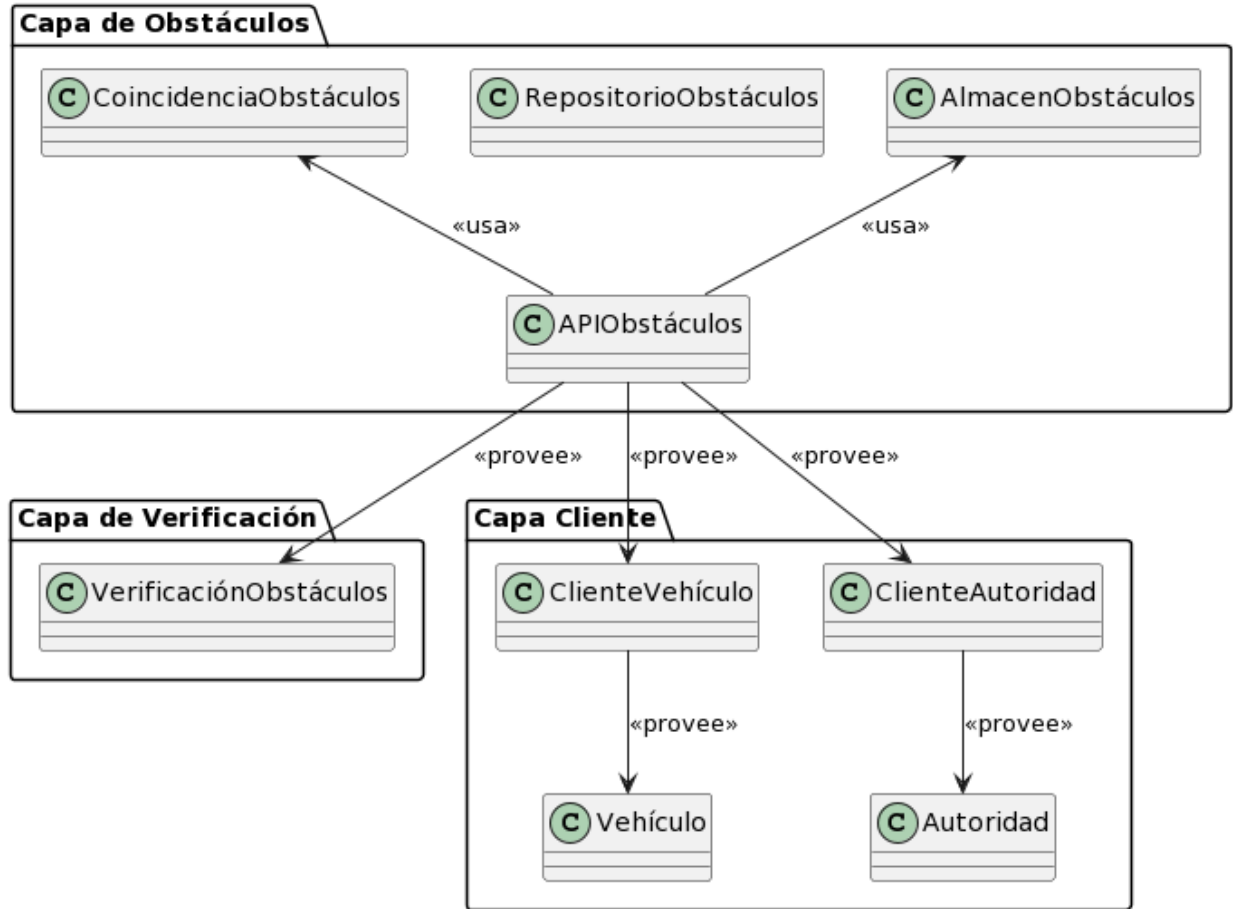 Capa de Obstáculos
C CoincidenciaObstáculos
C RepositorioObstáculos
C AlmacenObstáculos
«usa»
«usa»
C APIObstáculos
«provee»
«provee»
«provee»
Capa de Verificación
Capa Cliente
C VerificaciónObstáculos
C ClienteVehículo
C ClienteAutoridad
«provee»
«provee»
C Vehículo
C Autoridad